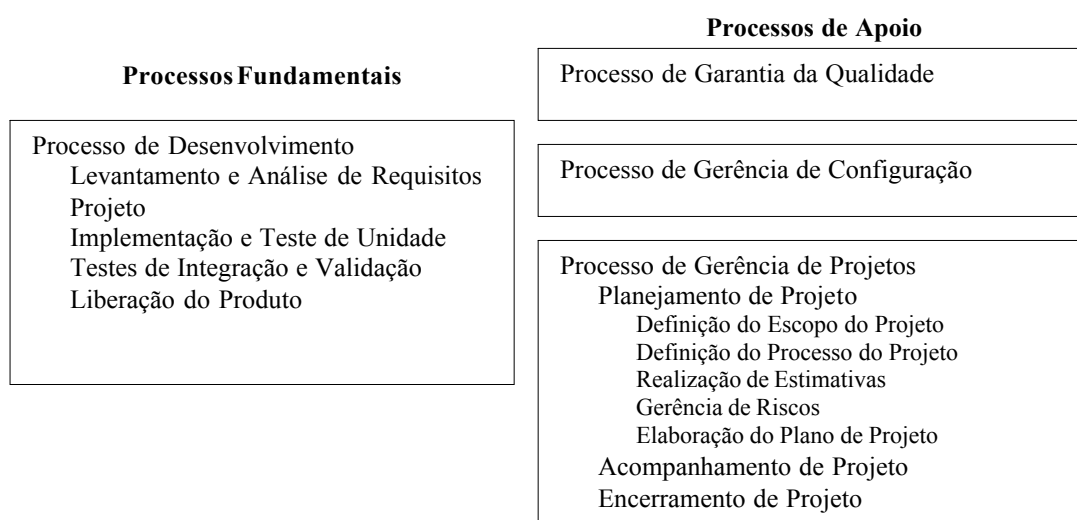 Processos Fundamentais
Processo de Desenvolvimento
Levantamento e Análise de Requisitos
Projeto
Implementação e Teste de Unidade
Testes de Integração e Validação
Liberação do Produto
Processos de Apoio
Processo de Garantia da Qualidade
Processo de Gerência de Configuração
Processo de Gerência de Projetos
Planejamento de Projeto
Definição do Escopo do Projeto
Definição do Processo do Projeto
Realização de Estimativas
Gerência de Riscos
Elaboração do Plano de Projeto
Acompanhamento de Projeto
Encerramento de Projeto